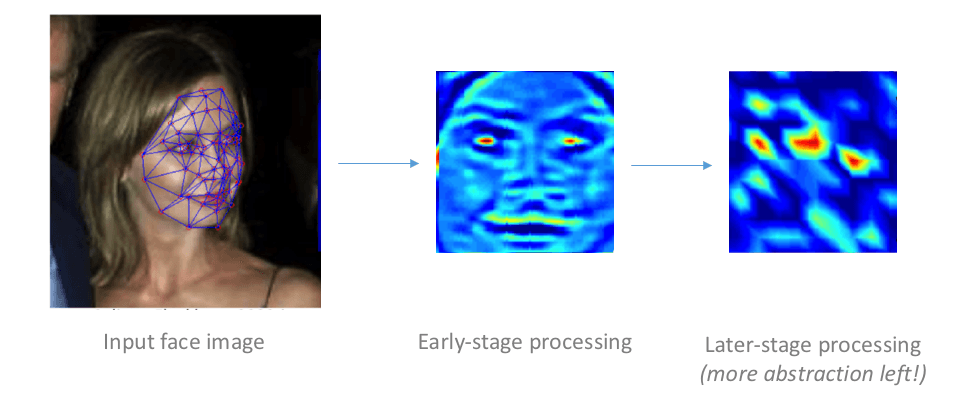 Input face image
Early-stage processing
Later-stage processing
(more abstraction left!)